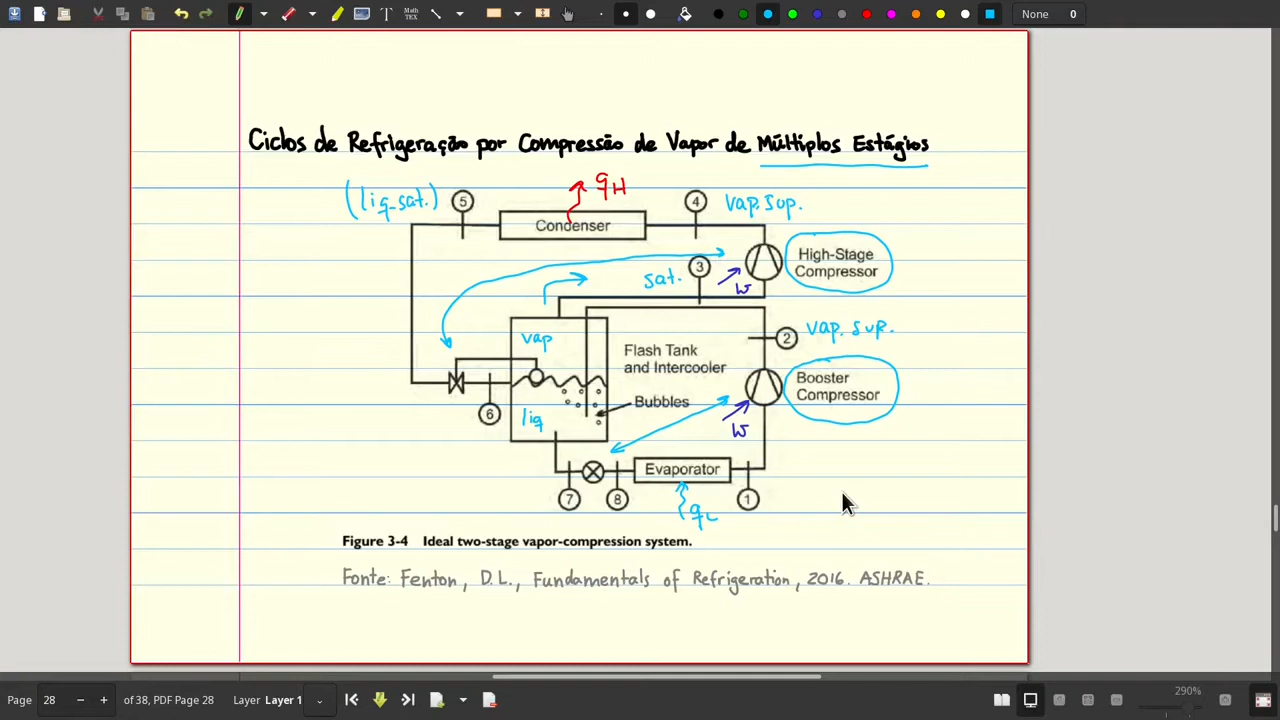 None 0
Ciclos de Refrigeração por Compressão de Vapor de Múltiplos Estágios
(liq. sat.) 5 qH 4 vap. sup.
Condenser
High-Stage
Compressor
sat. 3
w
vap
2 vap. sup.
Flash Tank
and Intercooler
Booster
Compressor
Bubbles
6 liq
w
Evaporator
7 8 1
qL
Figure 3-4 Ideal two-stage vapor-compression system.
Fonte: Fenton, D.L., Fundamentals of Refrigeration, 2016. ASHRAE.
290%
Page 28 of 38, PDF Page 28 Layer Layer 1